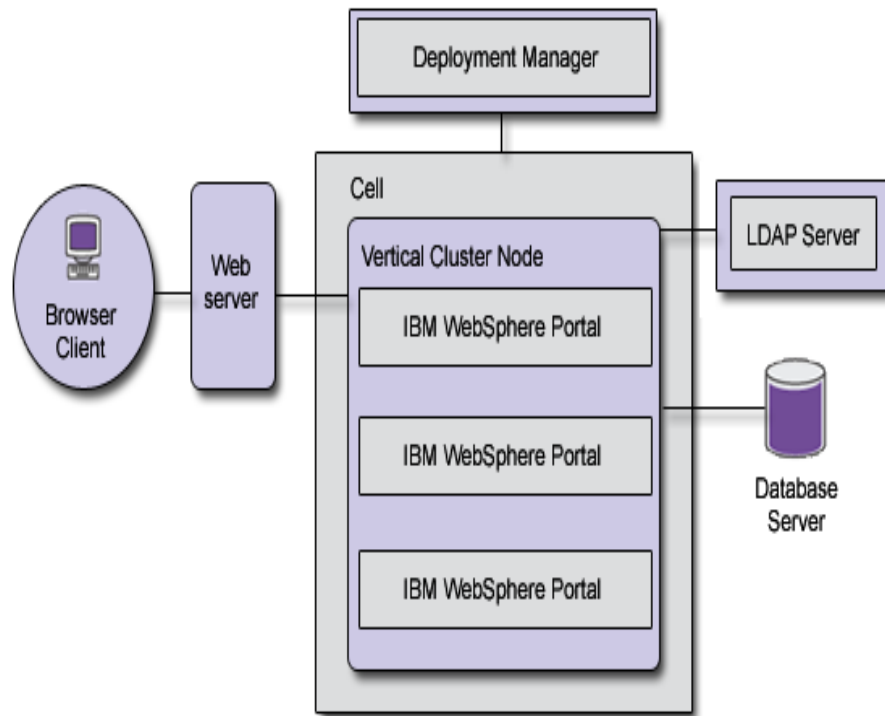 Deployment Manager
Cell
Vertical Cluster Node
IBM WebSphere Portal
IBM WebSphere Portal
IBM WebSphere Portal
Browser
Client
Web
server
LDAP Server
Database
Server